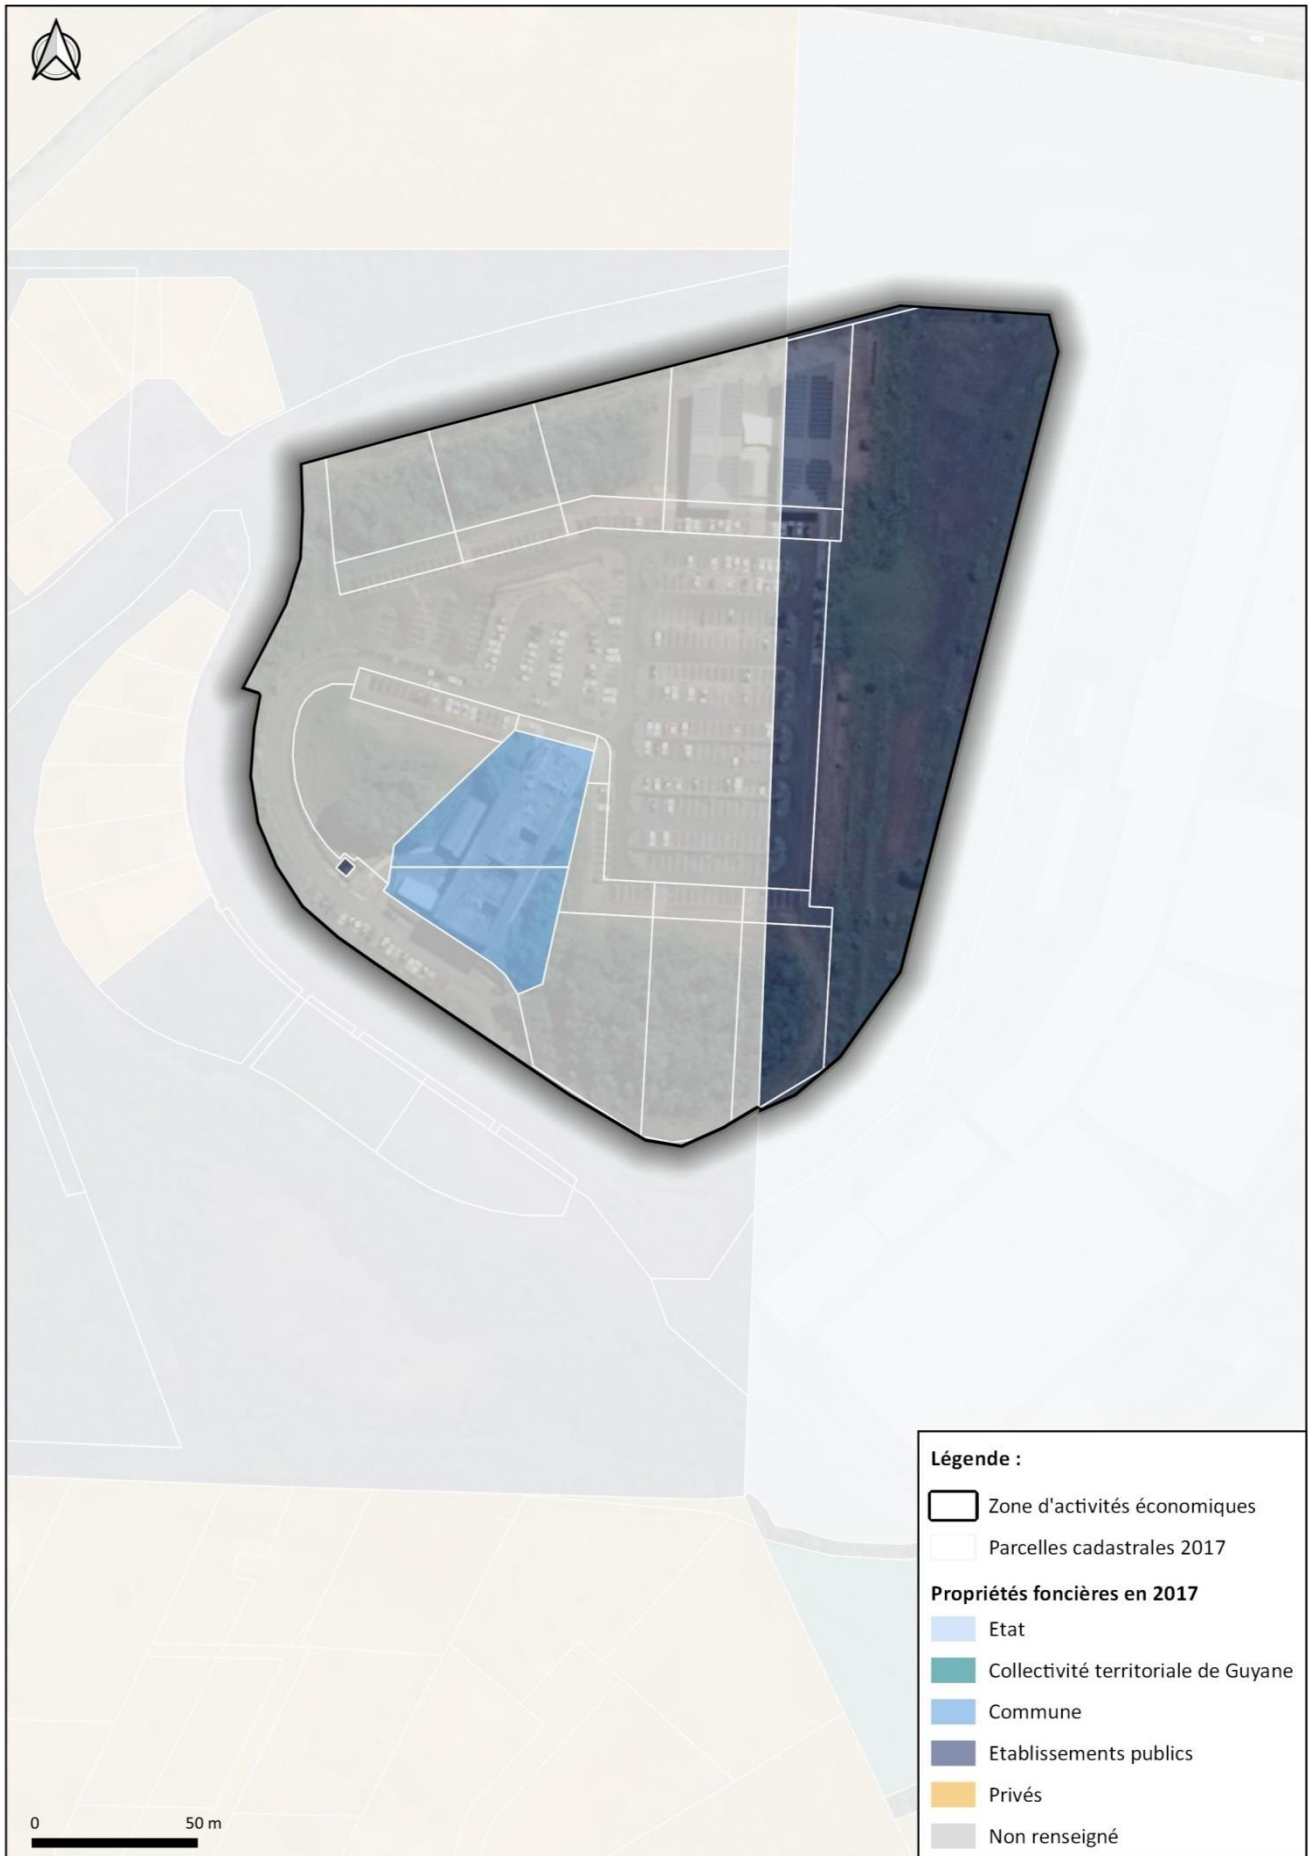 Légende :
Zone d'activités économiques
Parcelles cadastrales 2017
Propriétés foncières en 2017
Etat
Collectivité territoriale de Guyane
Commune
Etablissements publics
Privés
Non renseigné
0 50 m